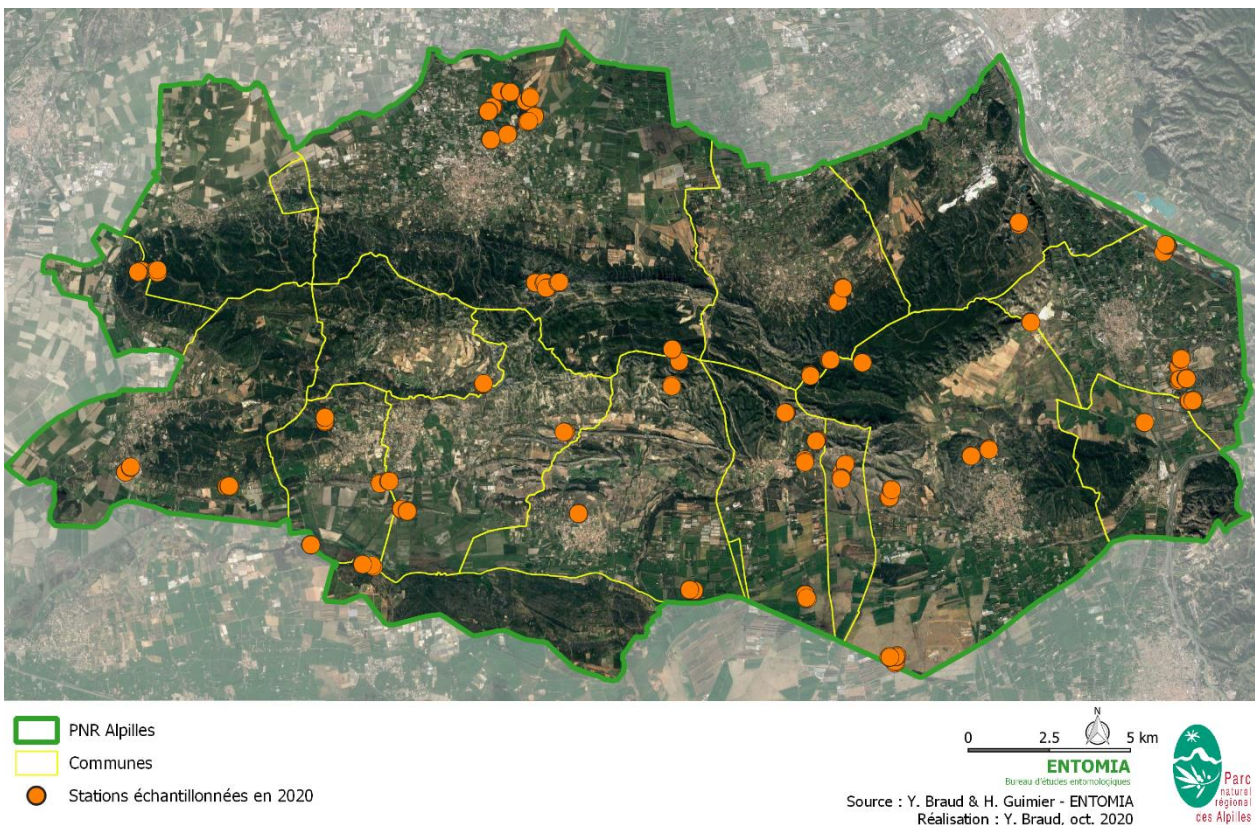 PNR Alpilles
Communes
Stations échantillonnées en 2020
N
0 2.5 5 km
ENTOMIA
Bureau d'études entomologiques
Source : Y. Braud & H. Guimier - ENTOMIA
Réalisation : Y. Braud, oct. 2020
Parc
naturel
régional
des Alpilles